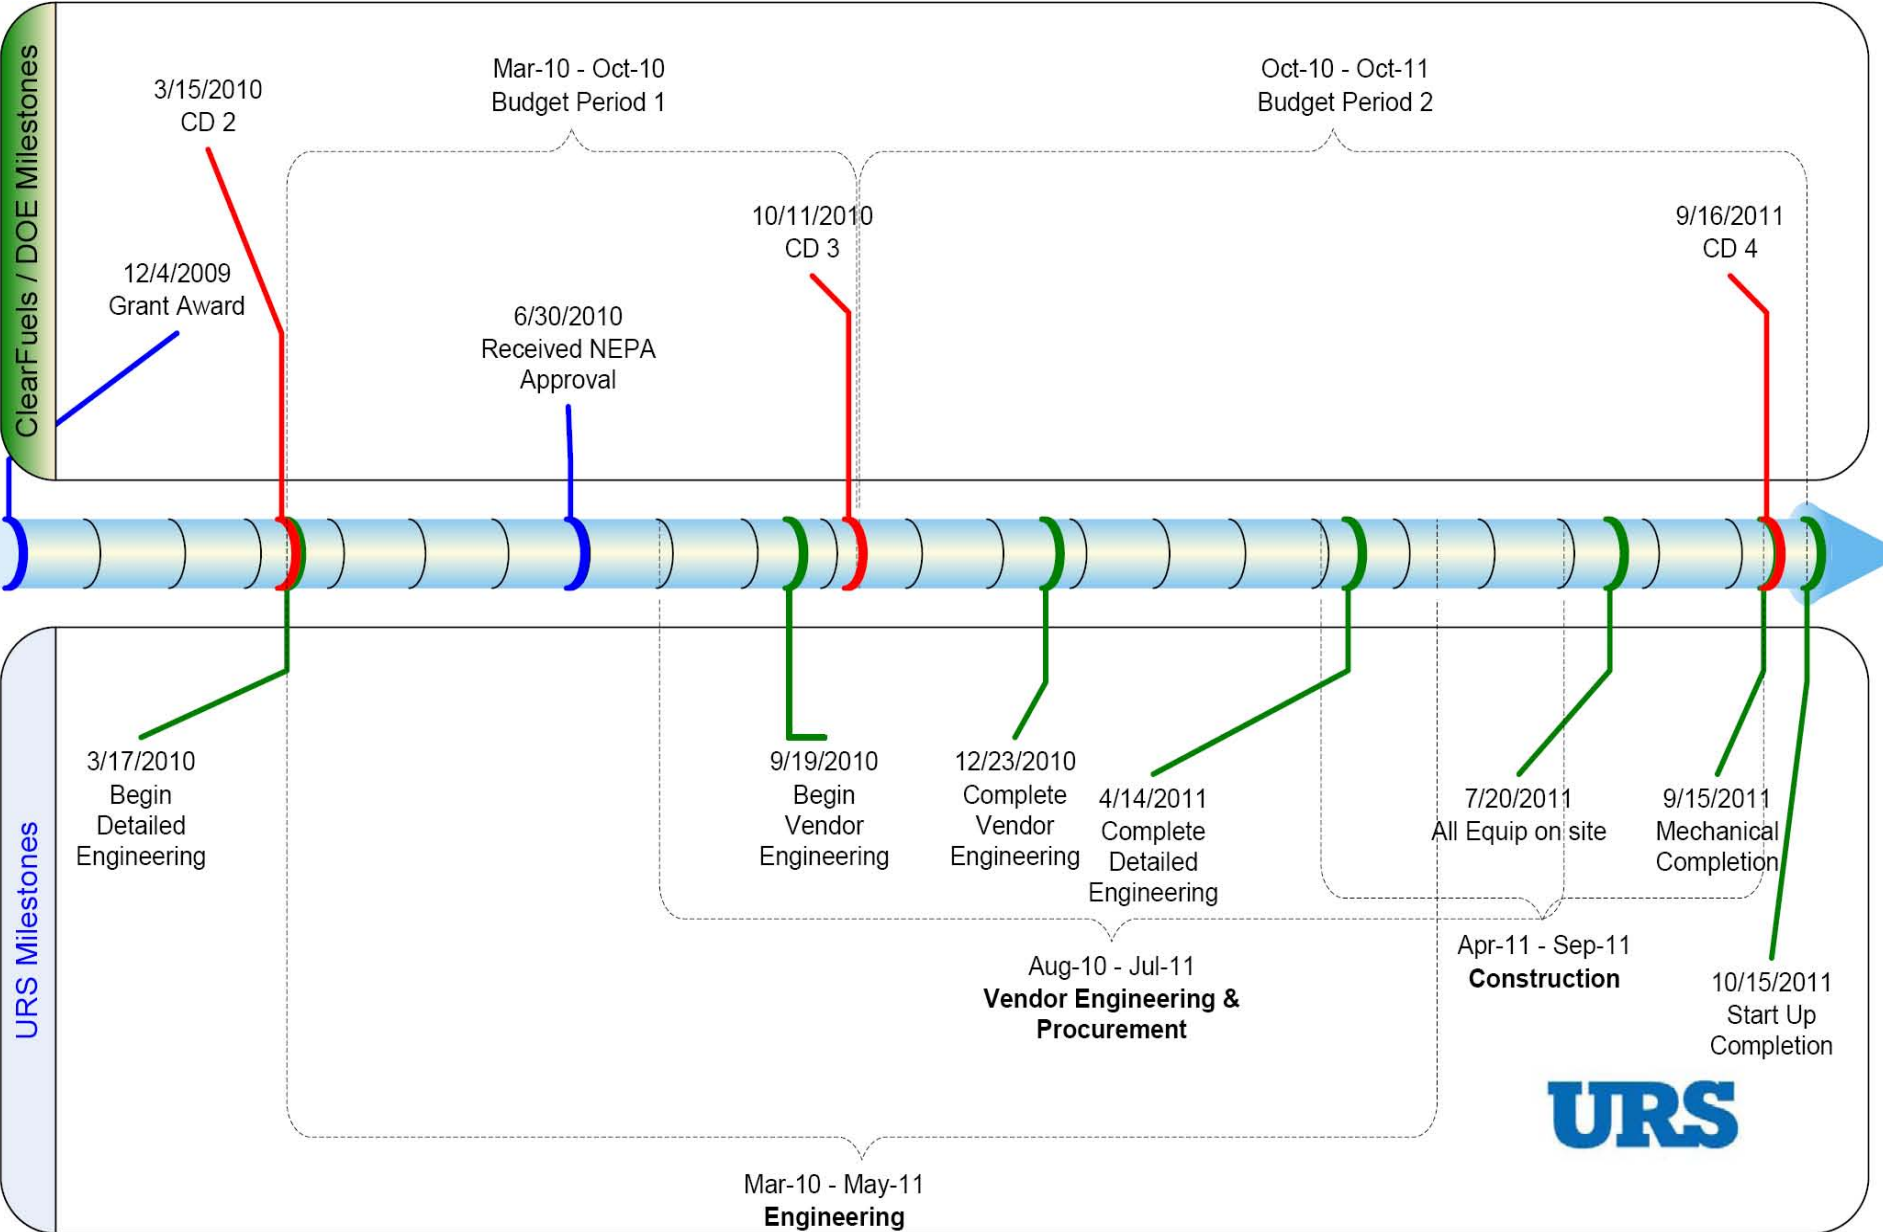 ClearFuels / DOE Milestones
3/15/2010
CD 2
12/4/2009
Grant Award
Mar-10 - Oct-10
Budget Period 1
6/30/2010
Received NEPA
Approval
10/11/2010
CD 3
Oct-10 - Oct-11
Budget Period 2
9/16/2011
CD 4
URS Milestones
3/17/2010
Begin
Detailed
Engineering
9/19/2010
Begin
Vendor
Engineering
12/23/2010
Complete
Vendor
Engineering
4/14/2011
Complete
Detailed
Engineering
7/20/2011
All Equip on site
9/15/2011
Mechanical
Completion
10/15/2011
Start Up
Completion
Aug-10 - Jul-11
Vendor Engineering &
Procurement
Apr-11 - Sep-11
Construction
Mar-10 - May-11
Engineering
URS